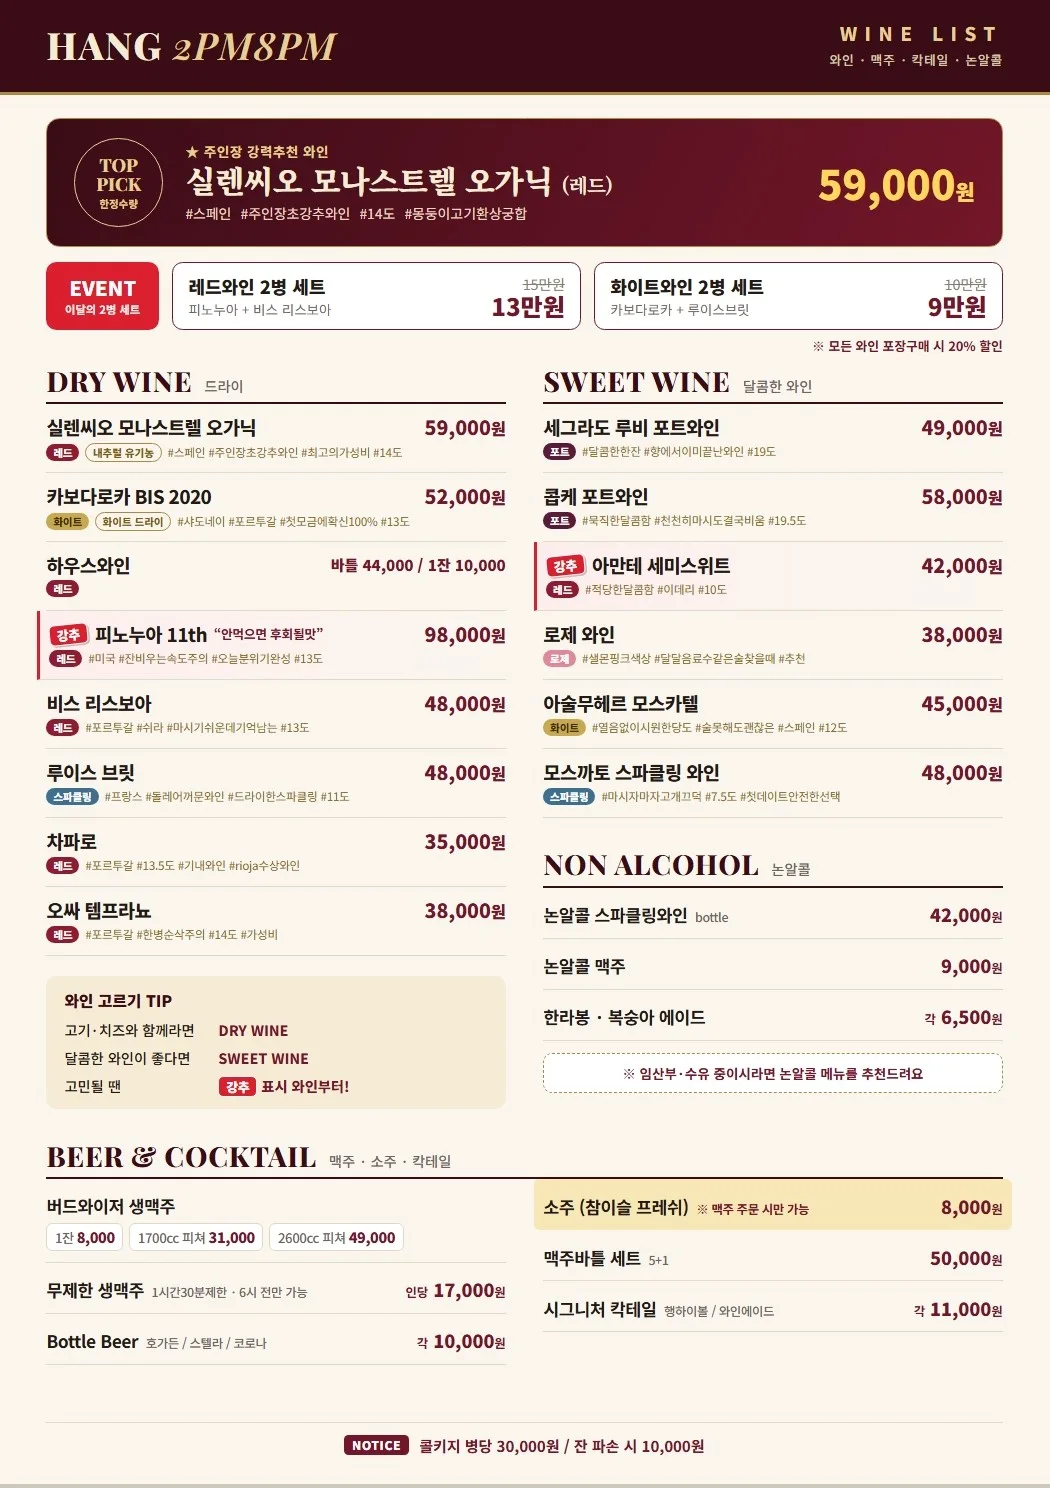 HANG 2PM8PM
WINE LIST
와인 · 맥주 · 칵테일 · 논알콜
TOP
PICK
한정수량
★ 주인장 강력추천 와인
실렌씨오 모나스트렐 오가닉 (레드)
#스페인 #주인장초강추와인 #14도 #몽둥이고기환상궁합
59,000원
EVENT
이달의 2병 세트
레드와인 2병 세트
피노누아 + 비스 리스보아
15만원
13만원
화이트와인 2병 세트
카보다로카 + 루이스브릿
10만원
9만원
※ 모든 와인 포장구매 시 20% 할인
DRY WINE 드라이
실렌씨오 모나스트렐 오가닉 59,000원
레드 내추럴 유기농 #스페인 #주인장초강추와인 #최고의가성비 #14도
카보다로카 BIS 2020 52,000원
화이트 화이트 드라이 #샤도네이 #포르투갈 #첫모금에확신100% #13도
하우스와인 바틀 44,000 / 1잔 10,000
레드
강추 피노누아 11th “안먹으면 후회될맛” 98,000원
레드 #미국 #잔비우는속도주의 #오늘분위기완성 #13도
비스 리스보아 48,000원
레드 #포르투갈 #쉬라 #마시기쉬운데기억남는 #13도
루이스 브릿 48,000원
스파클링 #프랑스 #돌레어꺼문와인 #드라이한스파클링 #11도
차파로 35,000원
레드 #포르투갈 #13.5도 #기내와인 #rioja수상와인
오싸 템프라뇨 38,000원
레드 #포르투갈 #한병순삭주의 #14도 #가성비
와인 고르기 TIP
고기·치즈와 함께라면 DRY WINE
달콤한 와인이 좋다면 SWEET WINE
고민될 땐 강추 표시 와인부터!
SWEET WINE 달콤한 와인
세그라도 루비 포트와인 49,000원
포트 #달콤한한잔 #향에서이미끝난와인 #19도
콥케 포트와인 58,000원
포트 #묵직한달콤함 #천천히마시도결국비움 #19.5도
강추 아만테 세미스위트 42,000원
레드 #적당한달콤함 #이데리 #10도
로제 와인 38,000원
로제 #샐몬핑크색상 #달달음료수같은술찾을때 #추천
아술무헤르 모스카텔 45,000원
화이트 #열음없이시원한당도 #술못해도괜찮은 #스페인 #12도
모스까토 스파클링 와인 48,000원
스파클링 #마시자마자고개끄덕 #7.5도 #첫데이트안전한선택
NON ALCOHOL 논알콜
논알콜 스파클링와인 bottle 42,000원
논알콜 맥주 9,000원
한라봉 · 복숭아 에이드 각 6,500원
※ 임산부·수유 중이시라면 논알콜 메뉴를 추천드려요
BEER & COCKTAIL 맥주 · 소주 · 칵테일
버드와이저 생맥주
1잔 8,000 1700cc 피쳐 31,000 2600cc 피쳐 49,000
무제한 생맥주 1시간30분제한 · 6시 전만 가능 인당 17,000원
Bottle Beer 호가든 / 스텔라 / 코로나 각 10,000원
소주 (참이슬 프레쉬) ※ 맥주 주문 시만 가능 8,000원
맥주바틀 세트 5+1 50,000원
시그니처 칵테일 행하이볼 / 와인에이드 각 11,000원
NOTICE 콜키지 병당 30,000원 / 잔 파손 시 10,000원